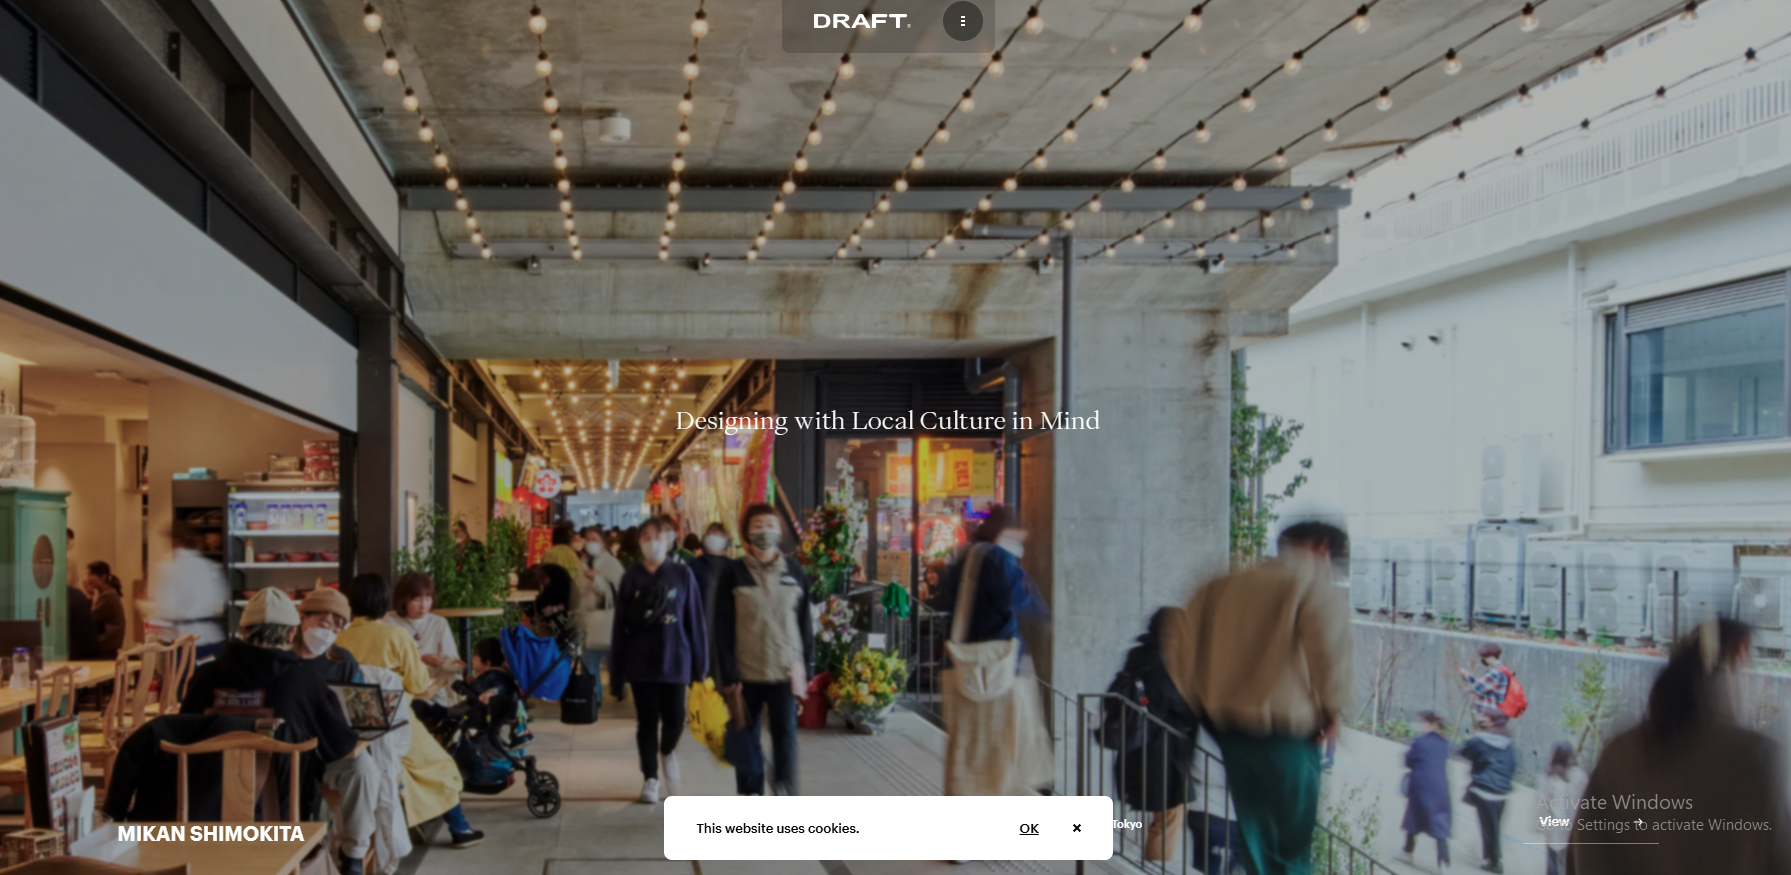 DRAFT.
Designing with Local Culture in Mind
MIKAN SHIMOKITA
This website uses cookies.
OK
Tokyo
View
Activate Windows
to Settings to activate Windows.